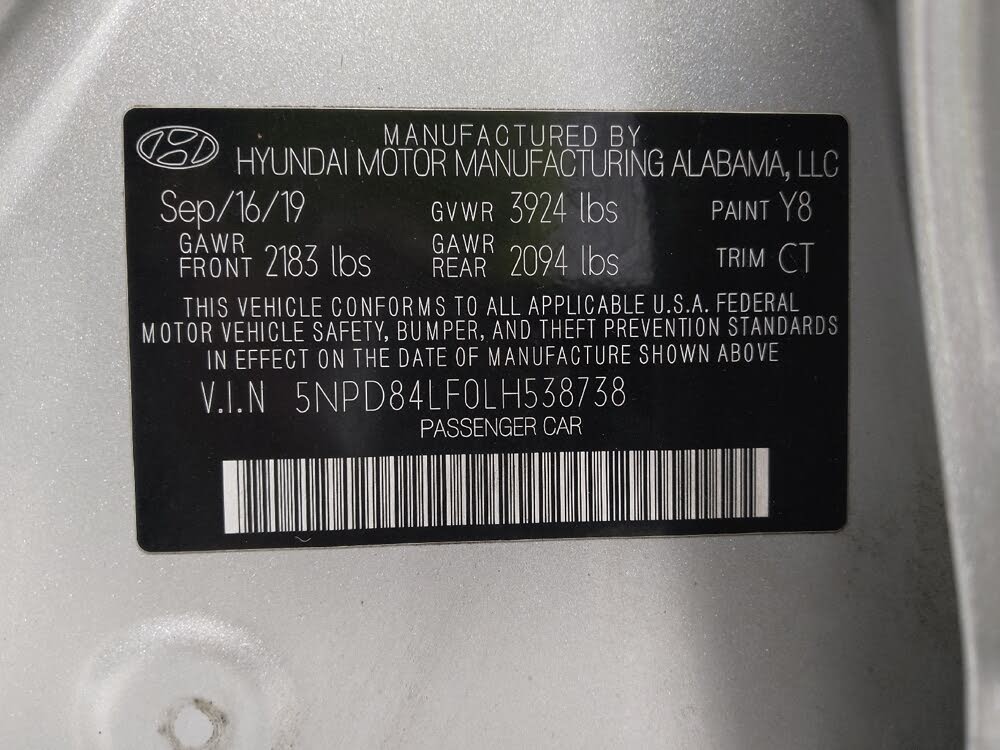 MANUFACTURED BY
HYUNDAI MOTOR MANUFACTURING ALABAMA, LLC
Sep/16/19 GVWR 3924 lbs PAINT Y8
GAWR FRONT 2183 lbs GAWR REAR 2094 lbs TRIM CT
THIS VEHICLE CONFORMS TO ALL APPLICABLE U.S.A. FEDERAL
MOTOR VEHICLE SAFETY, BUMPER, AND THEFT PREVENTION STANDARDS
IN EFFECT ON THE DATE OF MANUFACTURE SHOWN ABOVE
V.I.N 5NPD84LF0LH538738
PASSENGER CAR